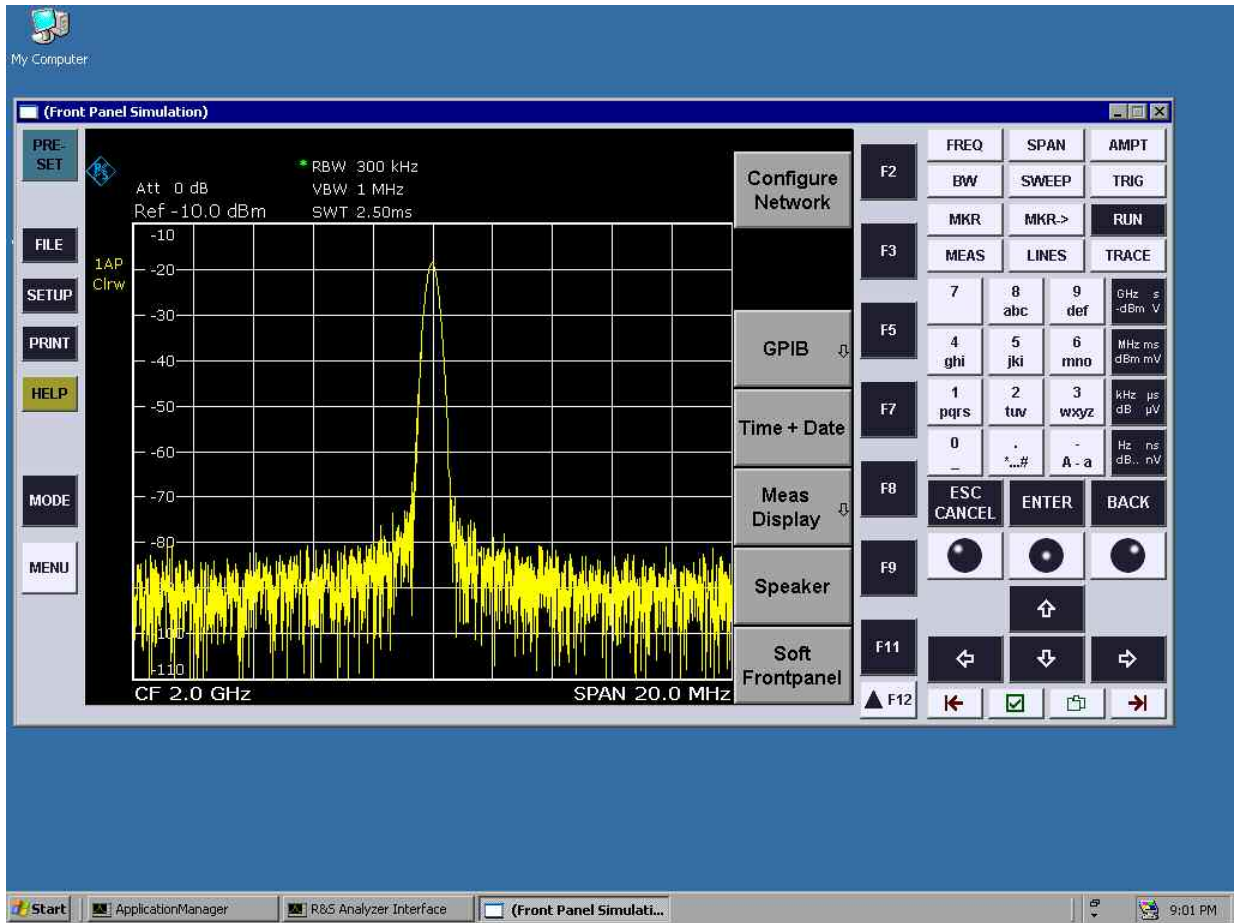 My Computer
(Front Panel Simulation)
PRE-
SET
FILE
SETUP
PRINT
HELP
MODE
MENU
* RBW 300 kHz
Att 0 dB
VBW 1 MHz
Ref -10.0 dBm
SWT 2.50ms
1AP
Clrw
-10
-20
-30
-40
-50
-60
-70
-80
-100
-110
CF 2.0 GHz
SPAN 20.0 MHz
Configure
Network
GPIB
Time + Date
Meas
Display
Speaker
Soft
Frontpanel
F2
F3
F5
F7
F8
F9
F11
F12
FREQ SPAN AMPT
BW SWEEP TRIG
MKR MKR-> RUN
MEAS LINES TRACE
7 8 9 GHz s
abc def -dBm V
4 5 6 MHz ms
ghi jkl mno dBm mV
1 2 3 kHz µs
pqrs tuv wxyz dB µV
0 . - Hz ns
_ *...# A - a dB.. nV
ESC
CANCEL
ENTER
BACK
Start
ApplicationManager
R&S Analyzer Interface
(Front Panel Simulati...
9:01 PM